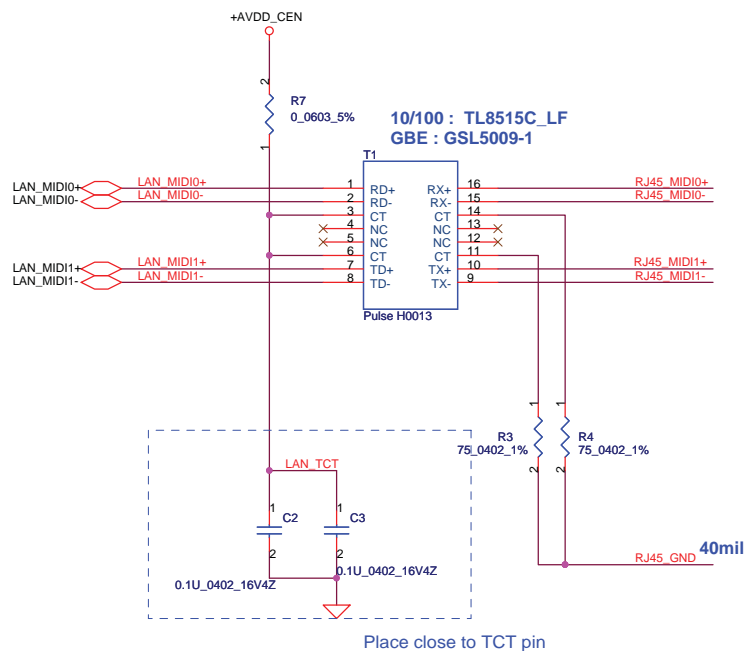 +AVDD_CEN
2
R7
0_0603_5%
1
10/100 : TL8515C_LF
GBE : GSL5009-1
T1
LAN_MIDI0+ LAN_MIDI0+ 1 RD+ RX+ 16 RJ45_MIDI0+
LAN_MIDI0- LAN_MIDI0- 2 RD- RX- 15 RJ45_MIDI0-
3 CT CT 14
4 NC NC 13
5 NC NC 12
6 CT CT 11
LAN_MIDI1+ LAN_MIDI1+ 7 TD+ TX+ 10 RJ45_MIDI1+
LAN_MIDI1- LAN_MIDI1- 8 TD- TX- 9 RJ45_MIDI1-
Pulse H0013
1 1
R3 R4
75_0402_1% 75_0402_1%
2 2
LAN_TCT
1 C2 1 C3
2 2
0.1U_0402_16V4Z 0.1U_0402_16V4Z
RJ45_GND 40mil
Place close to TCT pin